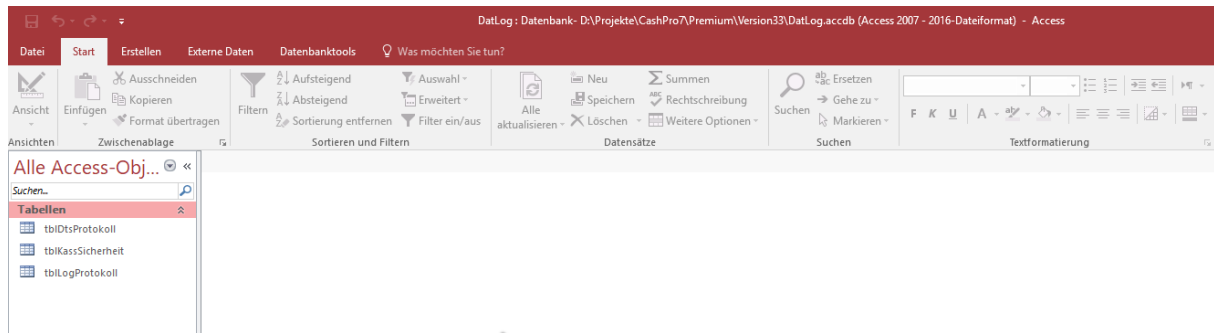 DatLog : Datenbank- D:\Projekte\CashPro7\Premium\Version33\DatLog.accdb (Access 2007 - 2016-Dateiformat) - Access
Datei Start Erstellen Externe Daten Datenbanktools Was möchten Sie tun?
Ansicht
Ansichten
Einfügen
Ausschneiden
Kopieren
Format übertragen
Zwischenablage
Filtern
Aufsteigend
Absteigend
Sortierung entfernen
Auswahl
Erweitert
Filter ein/aus
Sortieren und Filtern
Alle
aktualisieren
Neu
Speichern
Löschen
Summen
Rechtschreibung
Weitere Optionen
Datensätze
Suchen
Ersetzen
Gehe zu
Markieren
Suchen
F K U A
Textformatierung
Alle Access-Obj...
Suchen...
Tabellen
tblDtsProtokoll
tblKassSicherheit
tblLogProtokoll